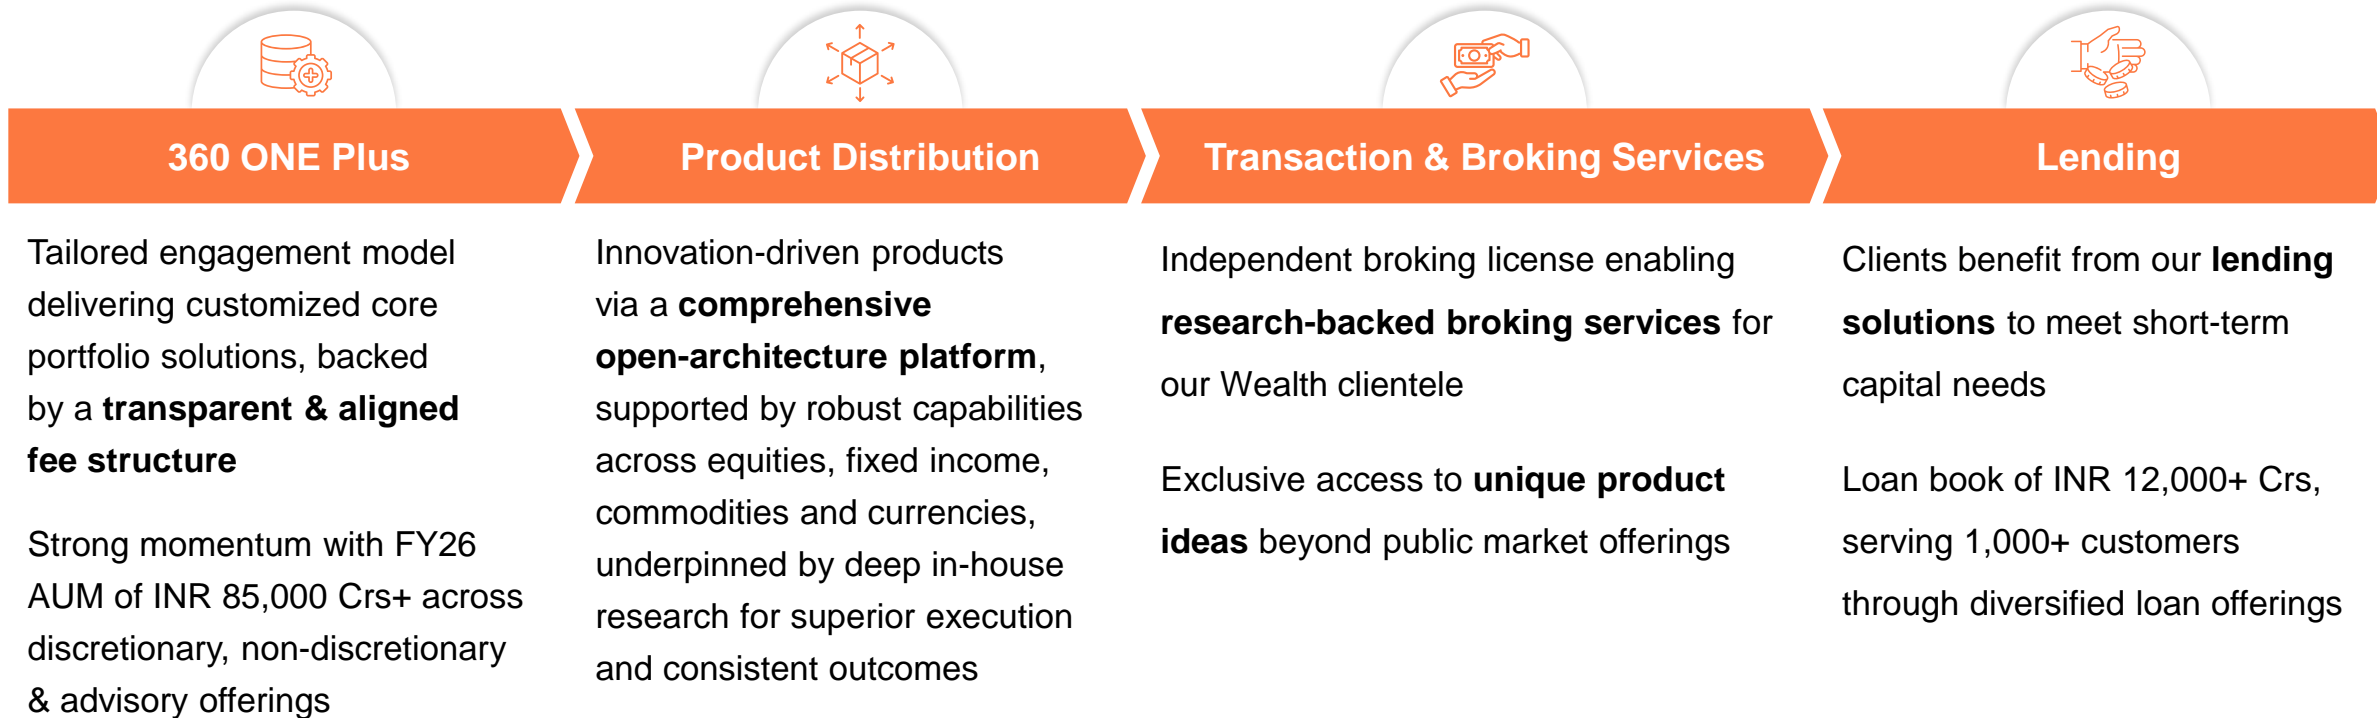 360 ONE Plus
Tailored engagement model
delivering customized core
portfolio solutions, backed
by a transparent & aligned
fee structure
Strong momentum with FY26
AUM of INR 85,000 Crs+ across
discretionary, non-discretionary
& advisory offerings
Product Distribution
Innovation-driven products
via a comprehensive
open-architecture platform,
supported by robust capabilities
across equities, fixed income,
commodities and currencies,
underpinned by deep in-house
research for superior execution
and consistent outcomes
Transaction & Broking Services
Independent broking license enabling
research-backed broking services for
our Wealth clientele
Exclusive access to unique product
ideas beyond public market offerings
Lending
Clients benefit from our lending
solutions to meet short-term
capital needs
Loan book of INR 12,000+ Crs,
serving 1,000+ customers
through diversified loan offerings